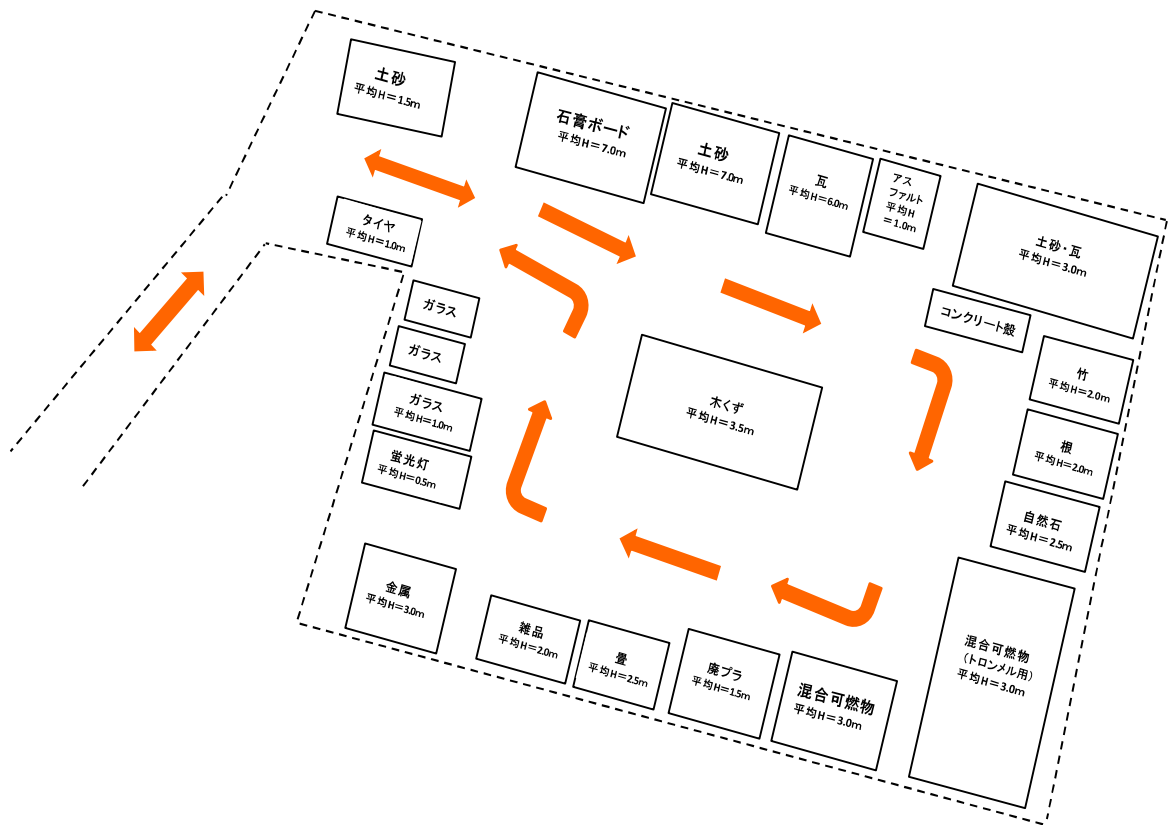 土砂
平均H＝1.5m
石膏ボード
平均H＝7.0m
土砂
平均H＝7.0m
瓦
平均H＝6.0m
アス
ファルト
平均H
＝1.0m
土砂・瓦
平均H＝3.0m
タイヤ
平均H＝1.0m
ガラス
コンクリート殻
ガラス
竹
平均H＝2.0m
ガラス
平均H＝1.0m
木くず
平均H＝3.5m
根
平均H＝2.0m
蛍光灯
平均H＝0.5m
自然石
平均H＝2.5m
金属
平均H＝3.0m
雑品
平均H＝2.0m
畳
平均H＝2.5m
廃プラ
平均H＝1.5m
混合可燃物
平均H＝3.0m
混合可燃物
（トロンメル用）
平均H＝3.0m